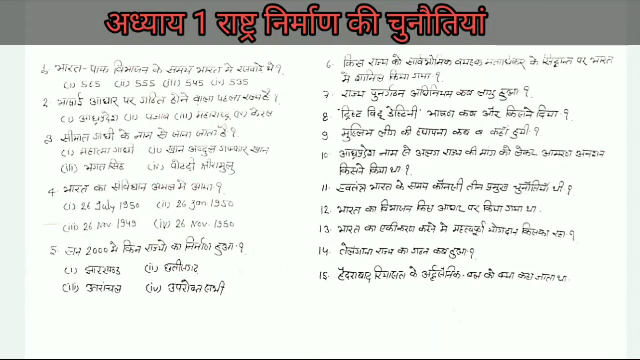 अध्याय 1 राष्ट्र निर्माण की चुनौतियां
1. भारत-पाक विभाजन के समय भारत मे रजवाडे थे ?
(i) 565 (ii) 555 (iii) 545 (iv) 535
2. भाषाई आधार पर गठित होने वाला पहला राज्य है ?
(i) आंध्रप्रदेश (ii) पंजाब (iii) महाराष्ट्र (iv) केरल
3. सीमांत गांधी के नाम से जाना जाता है ?
(i) महात्मा गांधी (ii) खान अब्दुल गफ्फार खान
(iii) भगत सिंह (iv) पोट्टी श्रीरामुलु
4. भारत का संविधान अमल मे आया ?
(i) 26 July 1950 (ii) 26 Jan 1950
(iii) 26 Nov 1949 (iv) 26 Nov. 1950
5. सन 2000 मे किन राज्यो का निर्माण हुआ ?
(i) झारखण्ड (ii) छत्तीसगढ
(iii) उत्तरांचल (iv) उपरोक्त सभी
6. किस राज्य को सार्वभौमिक वयस्क मताधिकार के सिद्धान्त पर भारत
मे शामिल किया गया ?
7. राज्य पुनर्गठन अधिनियम कब लागू हुआ ?
8. "ट्रिस्ट विद् डेस्टिनी" भाषण कब और किसने दिया ?
9. मुस्लिम लीग की स्थापना कब व कहाँ हुयी ?
10. आंध्रप्रदेश नाम से अलग राज्य की मांग को लेकर आमरण अनशन
किसने किया था ?
11. स्वतंत्र भारत के समय कौनसी तीन प्रमुख चुनौतियां थी ?
12. भारत का विभाजन किस आधार पर किया गया था.
13. भारत का एकीकरण करने मे महत्वपूर्ण योगदान किसका रहा ?
14. तेलंगाना राज्य का गठन कब हुआ ?
15. हैदराबाद रियासत के अर्द्धसैनिक बल को क्या कहा जाता था.